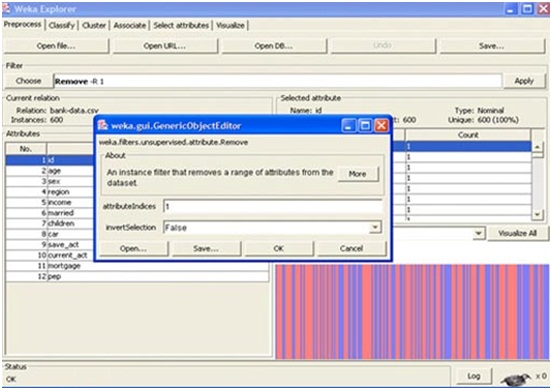 Weka Explorer
Preprocess Classify Cluster Associate Select attributes Visualize
Open file... Open URL... Open DB... Undo Save...
Filter
Choose Remove -R 1 Apply
Current relation
Relation: bank-data.csv
Instances: 600
Selected attribute
Name: id Type: Nominal
t: 600 Unique: 600 (100%)
Attributes
No.
1 id
2 age
3 sex
4 region
5 income
6 married
7 children
8 car
9 save_act
10 current_act
11 mortgage
12 pep
weka.gui.GenericObjectEditor
weka.filters.unsupervised.attribute.Remove
About
An instance filter that removes a range of attributes from the
dataset.
More
attributeIndices 1
invertSelection False
Open... Save... OK Cancel
Count
1
1
1
1
1
1
Visualize All
Status
OK
Log x 0